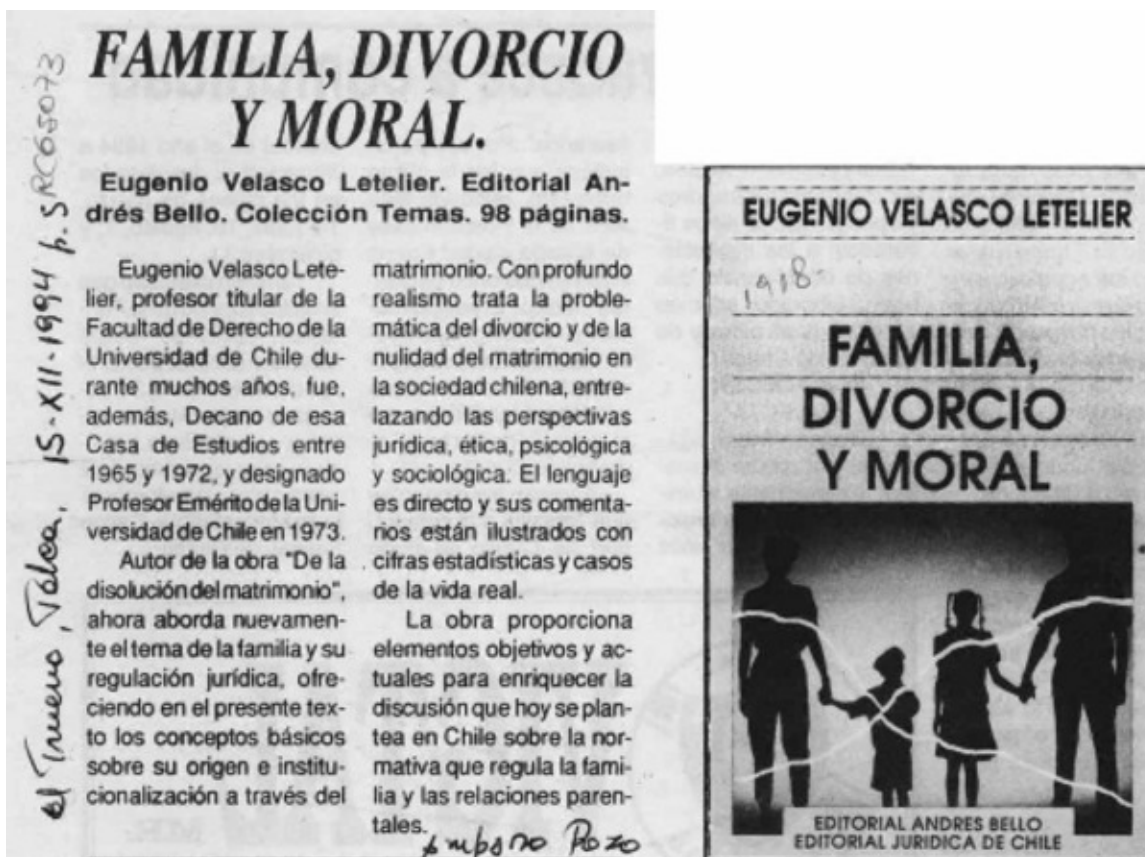 FAMILIA, DIVORCIO
Y MORAL.
Eugenio Velasco Letelier. Editorial An-
drés Bello. Colección Temas. 98 páginas.
Eugenio Velasco Lete-
lier, profesor titular de la
Facultad de Derecho de la
Universidad de Chile du-
rante muchos años, fue,
además, Decano de esa
Casa de Estudios entre
1965 y 1972, y designado
Profesor Emérito de la Uni-
versidad de Chile en 1973.
Autor de la obra "De la
disolución del matrimonio",
ahora aborda nuevamen-
te el tema de la familia y su
regulación jurídica, ofre-
ciendo en el presente tex-
to los conceptos básicos
sobre su origen e institu-
cionalización a través del
matrimonio. Con profundo
realismo trata la proble-
mática del divorcio y de la
nulidad del matrimonio en
la sociedad chilena, entre-
lazando las perspectivas
jurídica, ética, psicológica
y sociológica. El lenguaje
es directo y sus comenta-
rios están ilustrados con
cifras estadísticas y casos
de la vida real.
La obra proporciona
elementos objetivos y ac-
tuales para enriquecer la
discusión que hoy se plan-
tea en Chile sobre la nor-
mativa que regula la fami-
lia y las relaciones paren-
tales.
EUGENIO VELASCO LETELIER
1918
FAMILIA,
DIVORCIO
Y MORAL
EDITORIAL ANDRES BELLO
EDITORIAL JURIDICA DE CHILE
el Trueno, Talca, 15-XII-1994 p. 5 RC655073